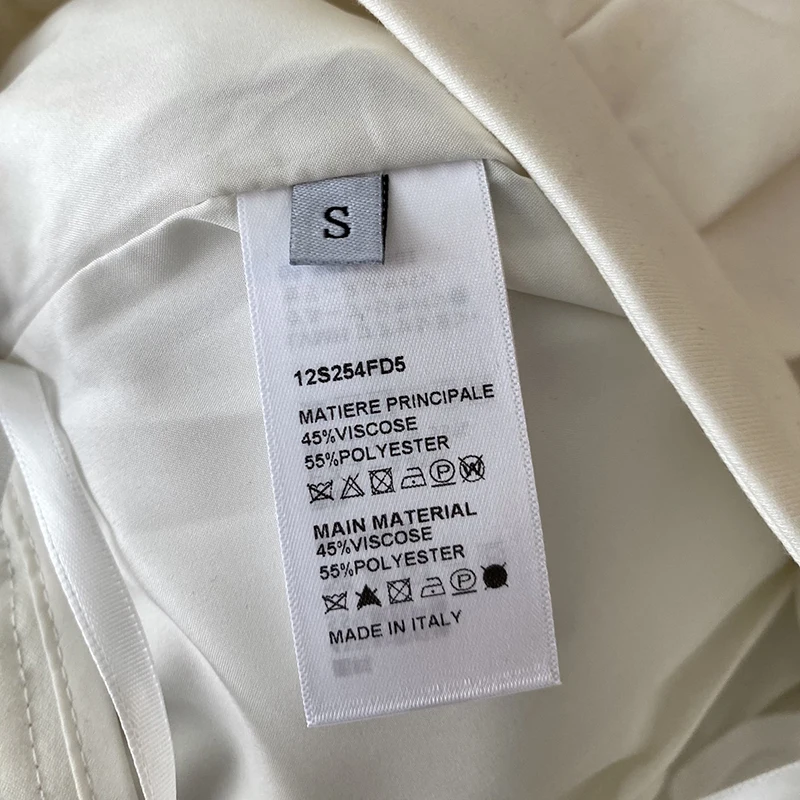 S
12S254FD5
MATIERE PRINCIPALE
45%VISCOSE
55%POLYESTER
MAIN MATERIAL
45%VISCOSE
55%POLYESTER
MADE IN ITALY